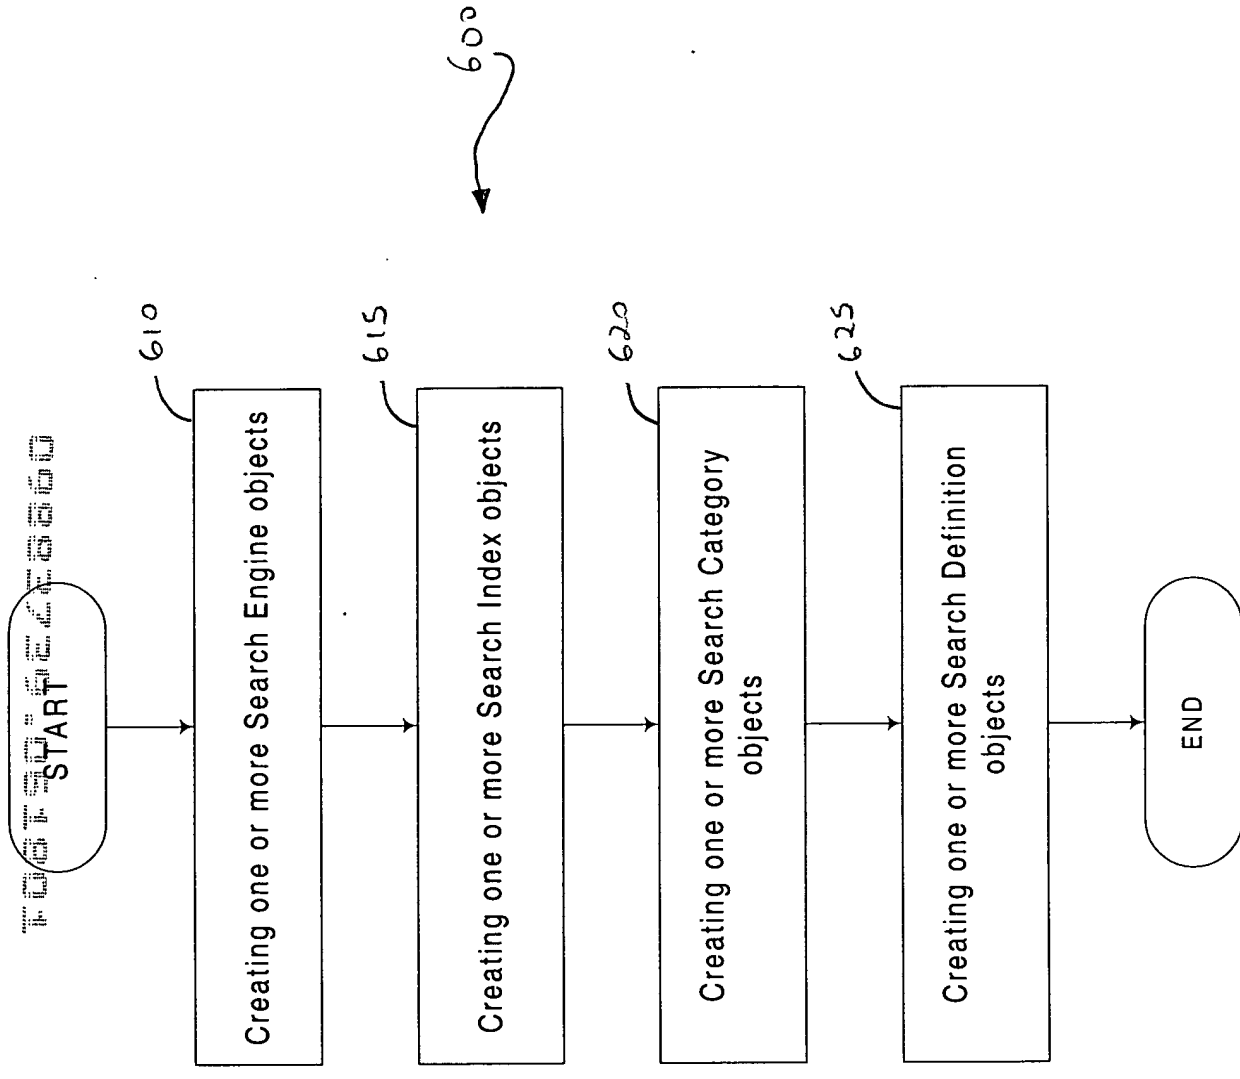 START
600
610
Creating one or more Search Engine objects
615
Creating one or more Search Index objects
620
Creating one or more Search Category
objects
625
Creating one or more Search Definition
objects
END